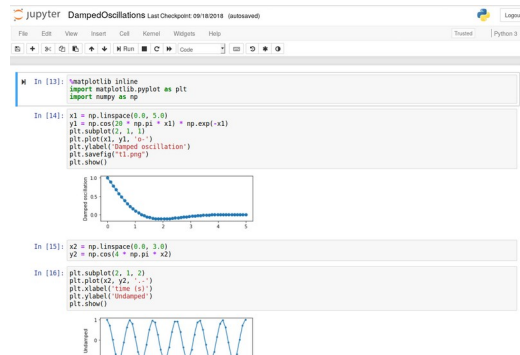 jupyter DampedOscillations Last Checkpoint: 09/18/2018 (autosaved)
Logou
File Edit View Insert Cell Kernel Widgets Help
Trusted Python 3
Run Code
In [13]: %matplotlib inline
import matplotlib.pyplot as plt
import numpy as np
In [14]: x1 = np.linspace(0.0, 5.0)
y1 = np.cos(20 * np.pi * x1) * np.exp(-x1)
plt.subplot(2, 1, 1)
plt.plot(x1, y1, 'o-')
plt.ylabel('Damped oscillation')
plt.savefig("t1.png")
plt.show()
Damped oscillation
1.0
0.5
0.0
0 1 2 3 4 5
In [15]: x2 = np.linspace(0.0, 3.0)
y2 = np.cos(4 * np.pi * x2)
In [16]: plt.subplot(2, 1, 2)
plt.plot(x2, y2, '.-')
plt.xlabel('time (s)')
plt.ylabel('Undamped')
plt.show()
Undamped
1
0